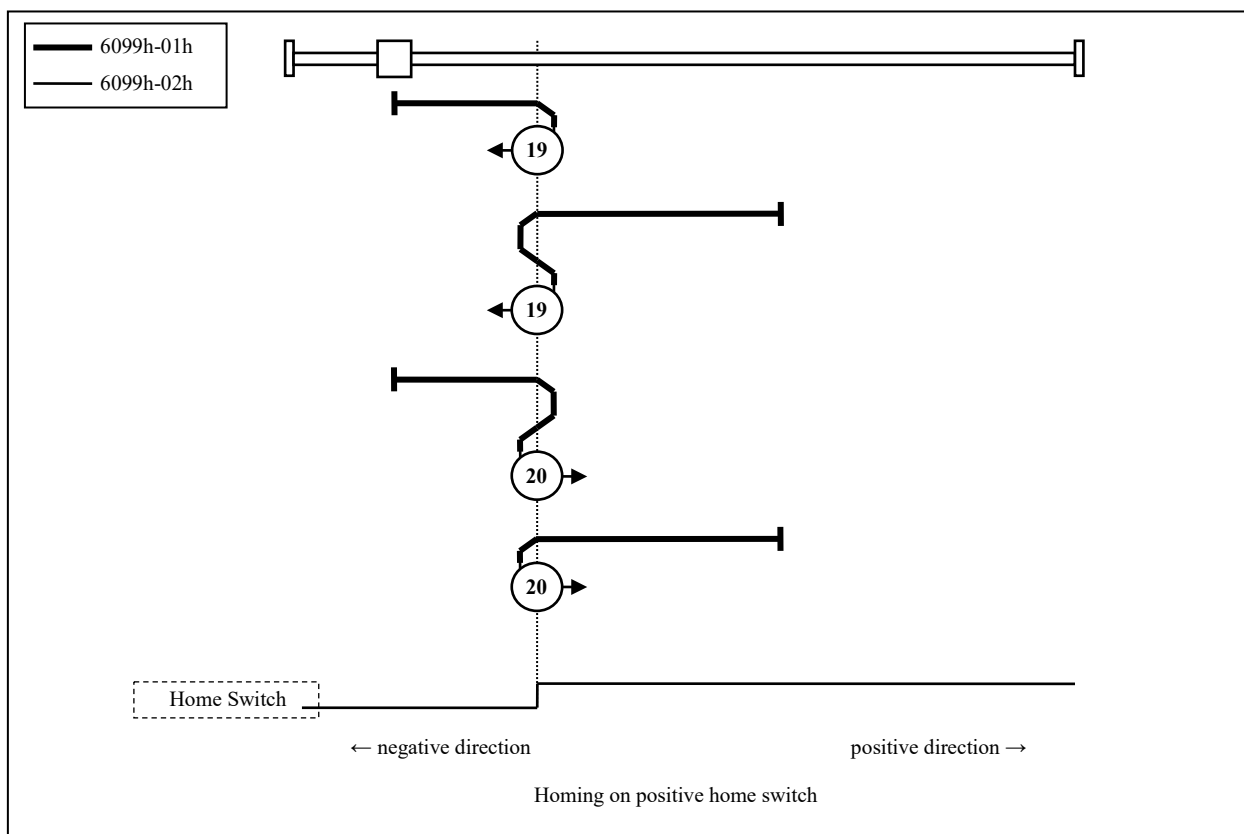 6099h-01h
6099h-02h
19
19
20
20
Home Switch
← negative direction
positive direction →
Homing on positive home switch